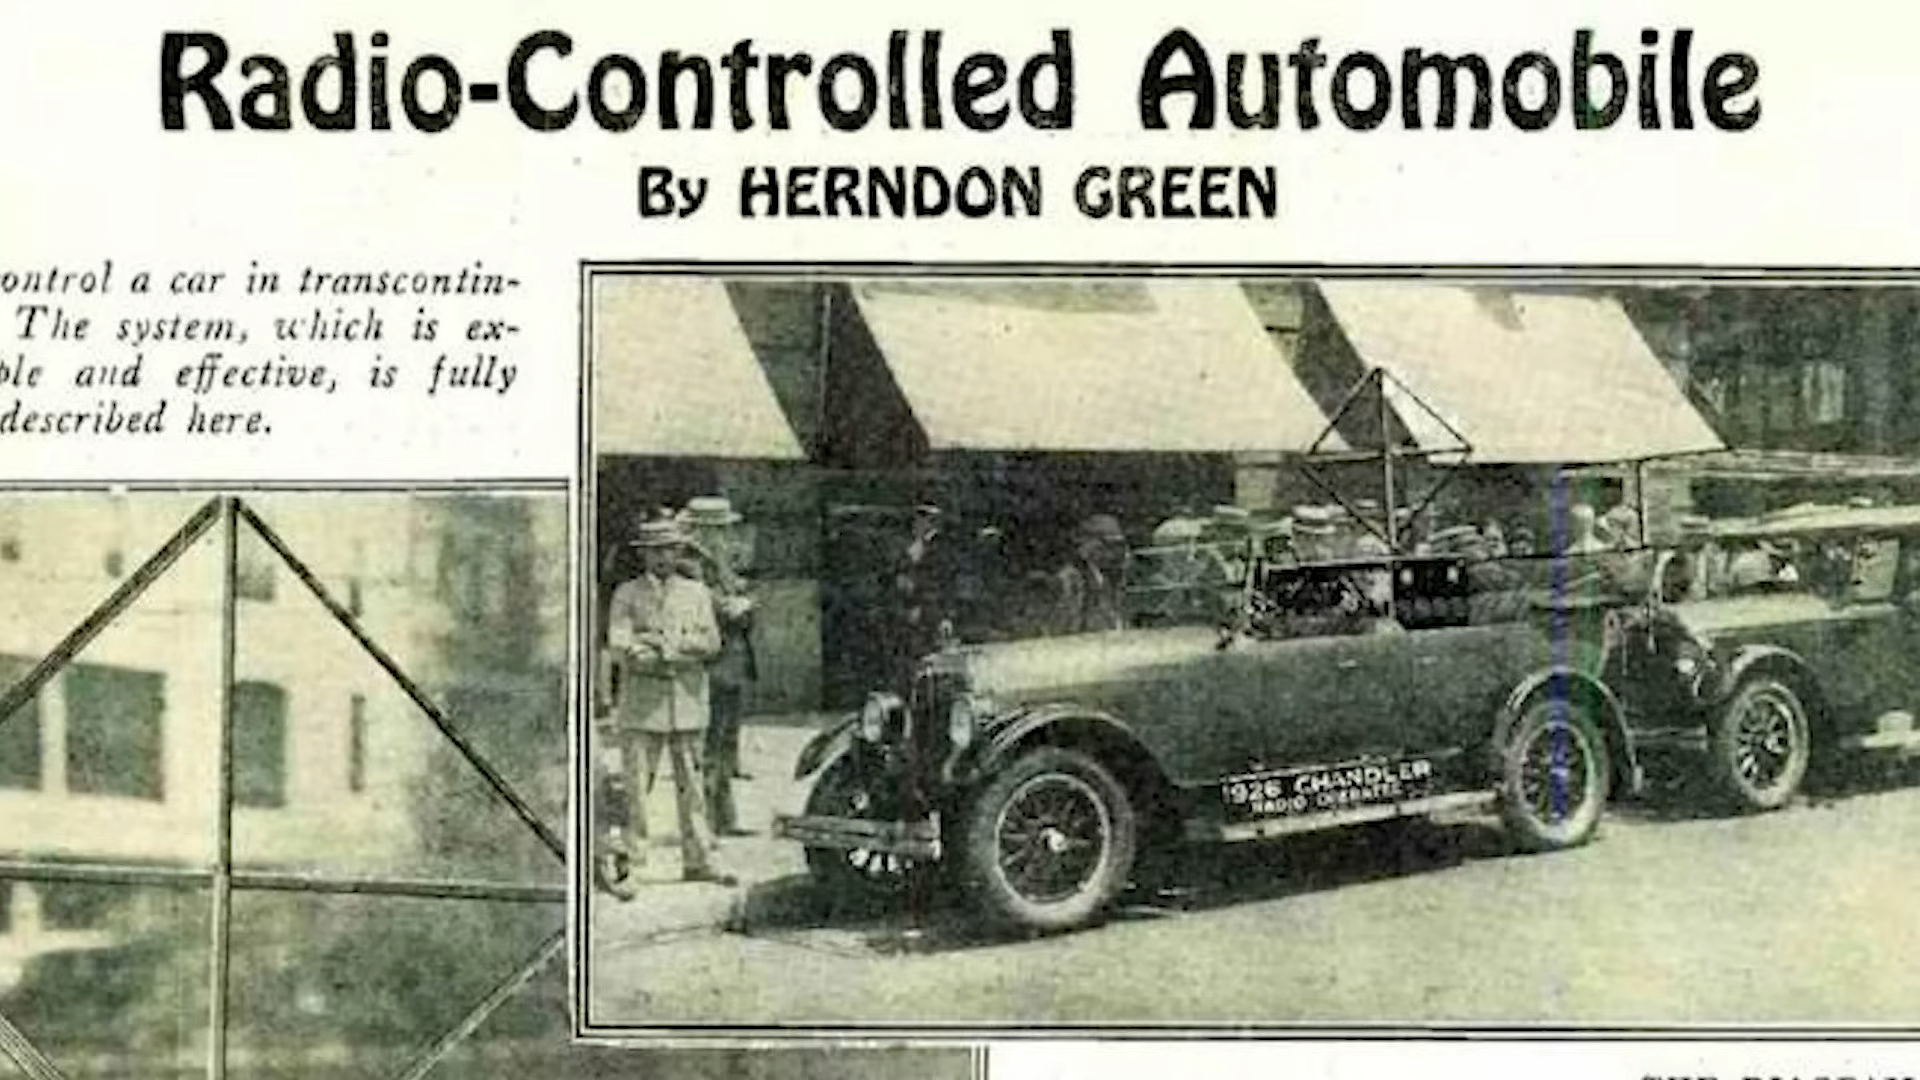 Radio-Controlled Automobile
By HERNDON GREEN
ontrol a car in transcontin-
The system, which is ex-
ple and effective, is fully
described here.
1926 CHANDLER
RADIO OPERATED